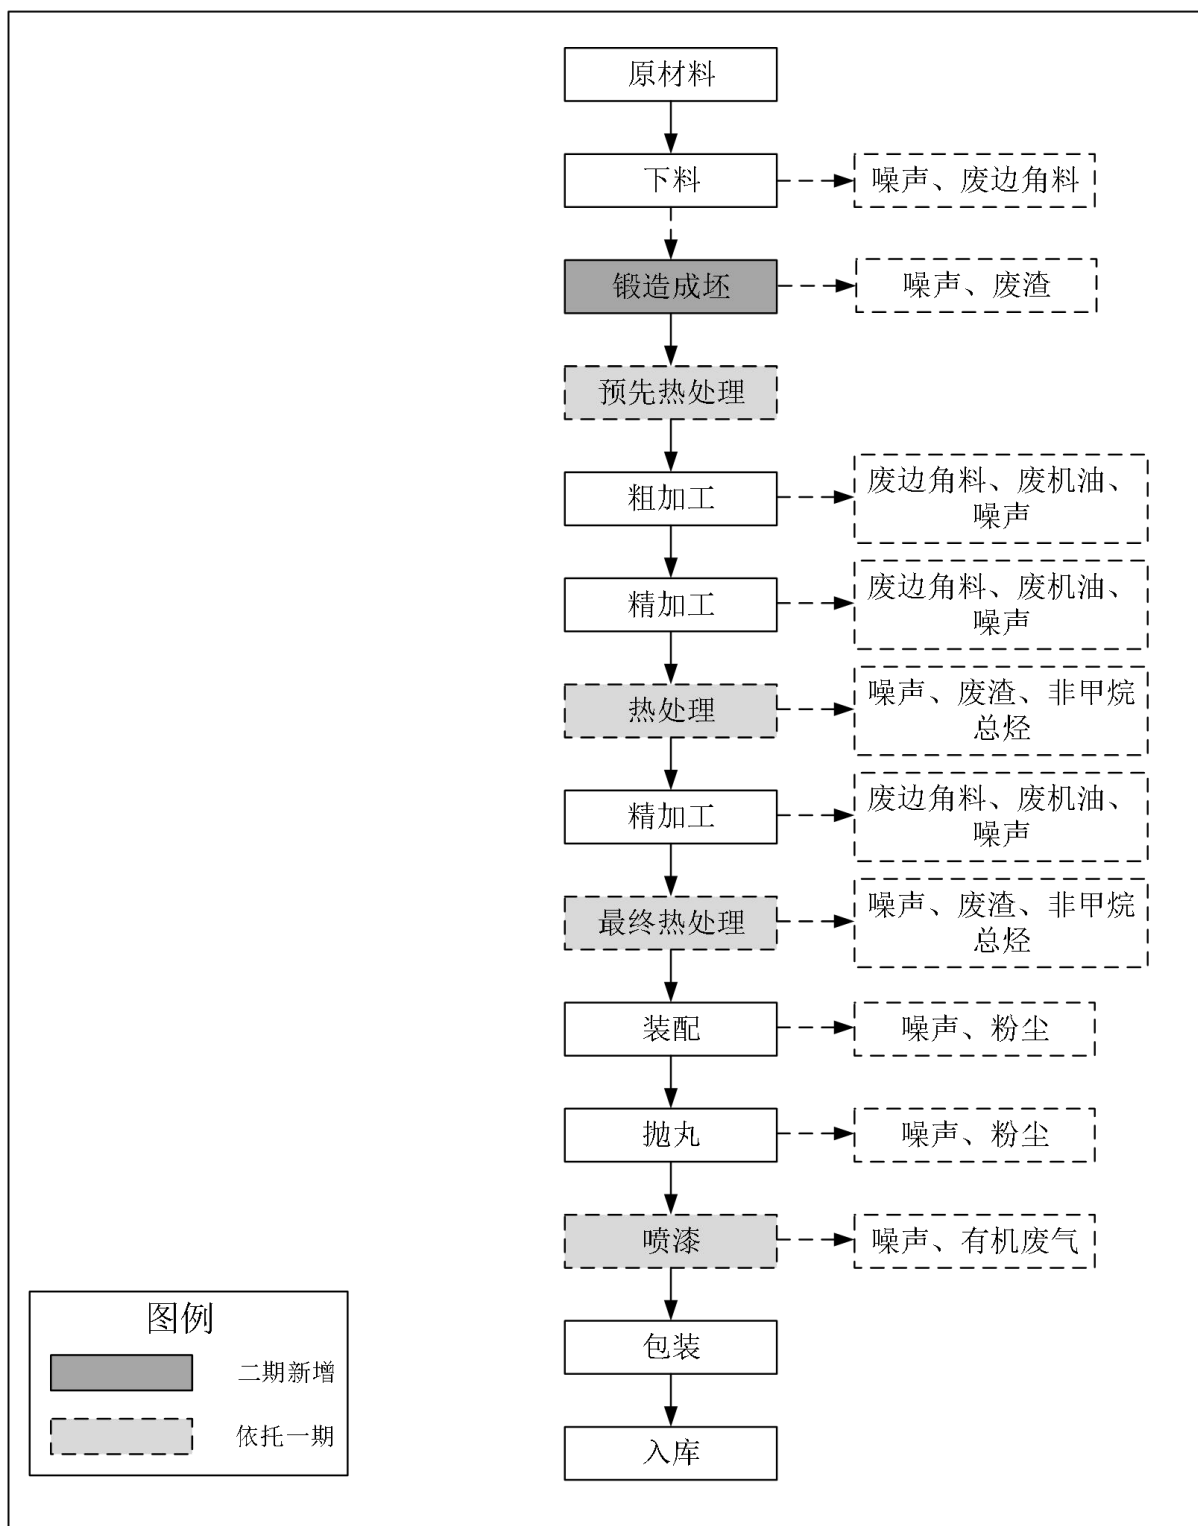 原材料
下料
噪声、废边角料
锻造成坯
噪声、废渣
预先热处理
粗加工
废边角料、废机油、
噪声
精加工
废边角料、废机油、
噪声
热处理
噪声、废渣、非甲烷
总烃
精加工
废边角料、废机油、
噪声
最终热处理
噪声、废渣、非甲烷
总烃
装配
噪声、粉尘
抛丸
噪声、粉尘
喷漆
噪声、有机废气
包装
入库
图例
二期新增
依托一期